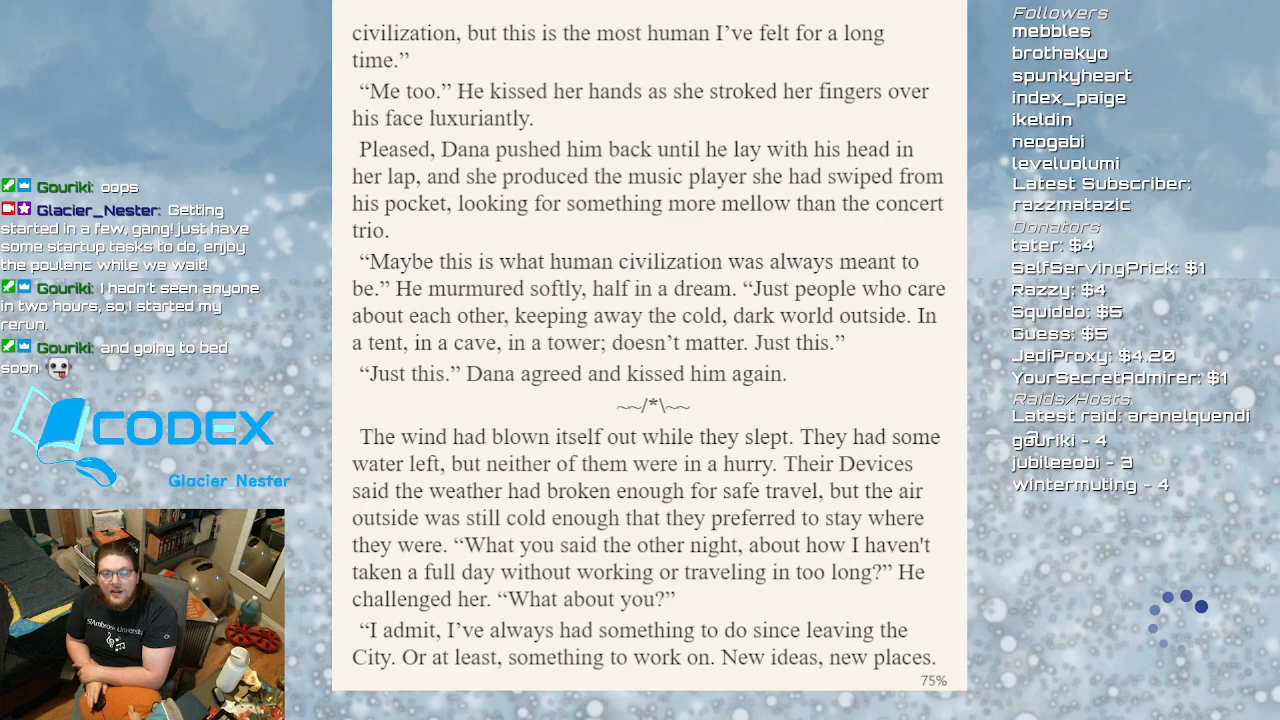 civilization, but this is the most human I’ve felt for a long
time.”
“Me too.” He kissed her hands as she stroked her fingers over
his face luxuriantly.
Pleased, Dana pushed him back until he lay with his head in
her lap, and she produced the music player she had swiped from
his pocket, looking for something more mellow than the concert
trio.
“Maybe this is what human civilization was always meant to
be.” He murmured softly, half in a dream. “Just people who care
about each other, keeping away the cold, dark world outside. In
a tent, in a cave, in a tower; doesn’t matter. Just this.”
“Just this.” Dana agreed and kissed him again.
~~/*\~~
The wind had blown itself out while they slept. They had some
water left, but neither of them were in a hurry. Their Devices
said the weather had broken enough for safe travel, but the air
outside was still cold enough that they preferred to stay where
they were. “What you said the other night, about how I haven't
taken a full day without working or traveling in too long?” He
challenged her. “What about you?”
“I admit, I’ve always had something to do since leaving the
City. Or at least, something to work on. New ideas, new places.
75%
Gouriki: oops
Glacier_Nester: Getting
started in a few, gang! just have
some startup tasks to do, enjoy
the poulenc while we wait!
Gouriki: I hadn't seen anyone
in two hours, so I started my
rerun.
Gouriki: and going to bed
soon
CODEX
Glacier_Nester
St.Ambrose University
Followers
mebbles
brothakyo
spunkyheart
index_paige
ikeldin
neogabi
leveluolumi
Latest Subscriber:
razzmatazic
Donators
tater: $4
SelfServingPrick: $1
Razzy: $4
Squiddo: $5
Guess: $5
JediProxy: $4.20
YourSecretAdmirer: $1
Raids/Hosts
Latest raid: aranelquendi
gouriki - 4
jubileeobi - 3
wintermuting - 4